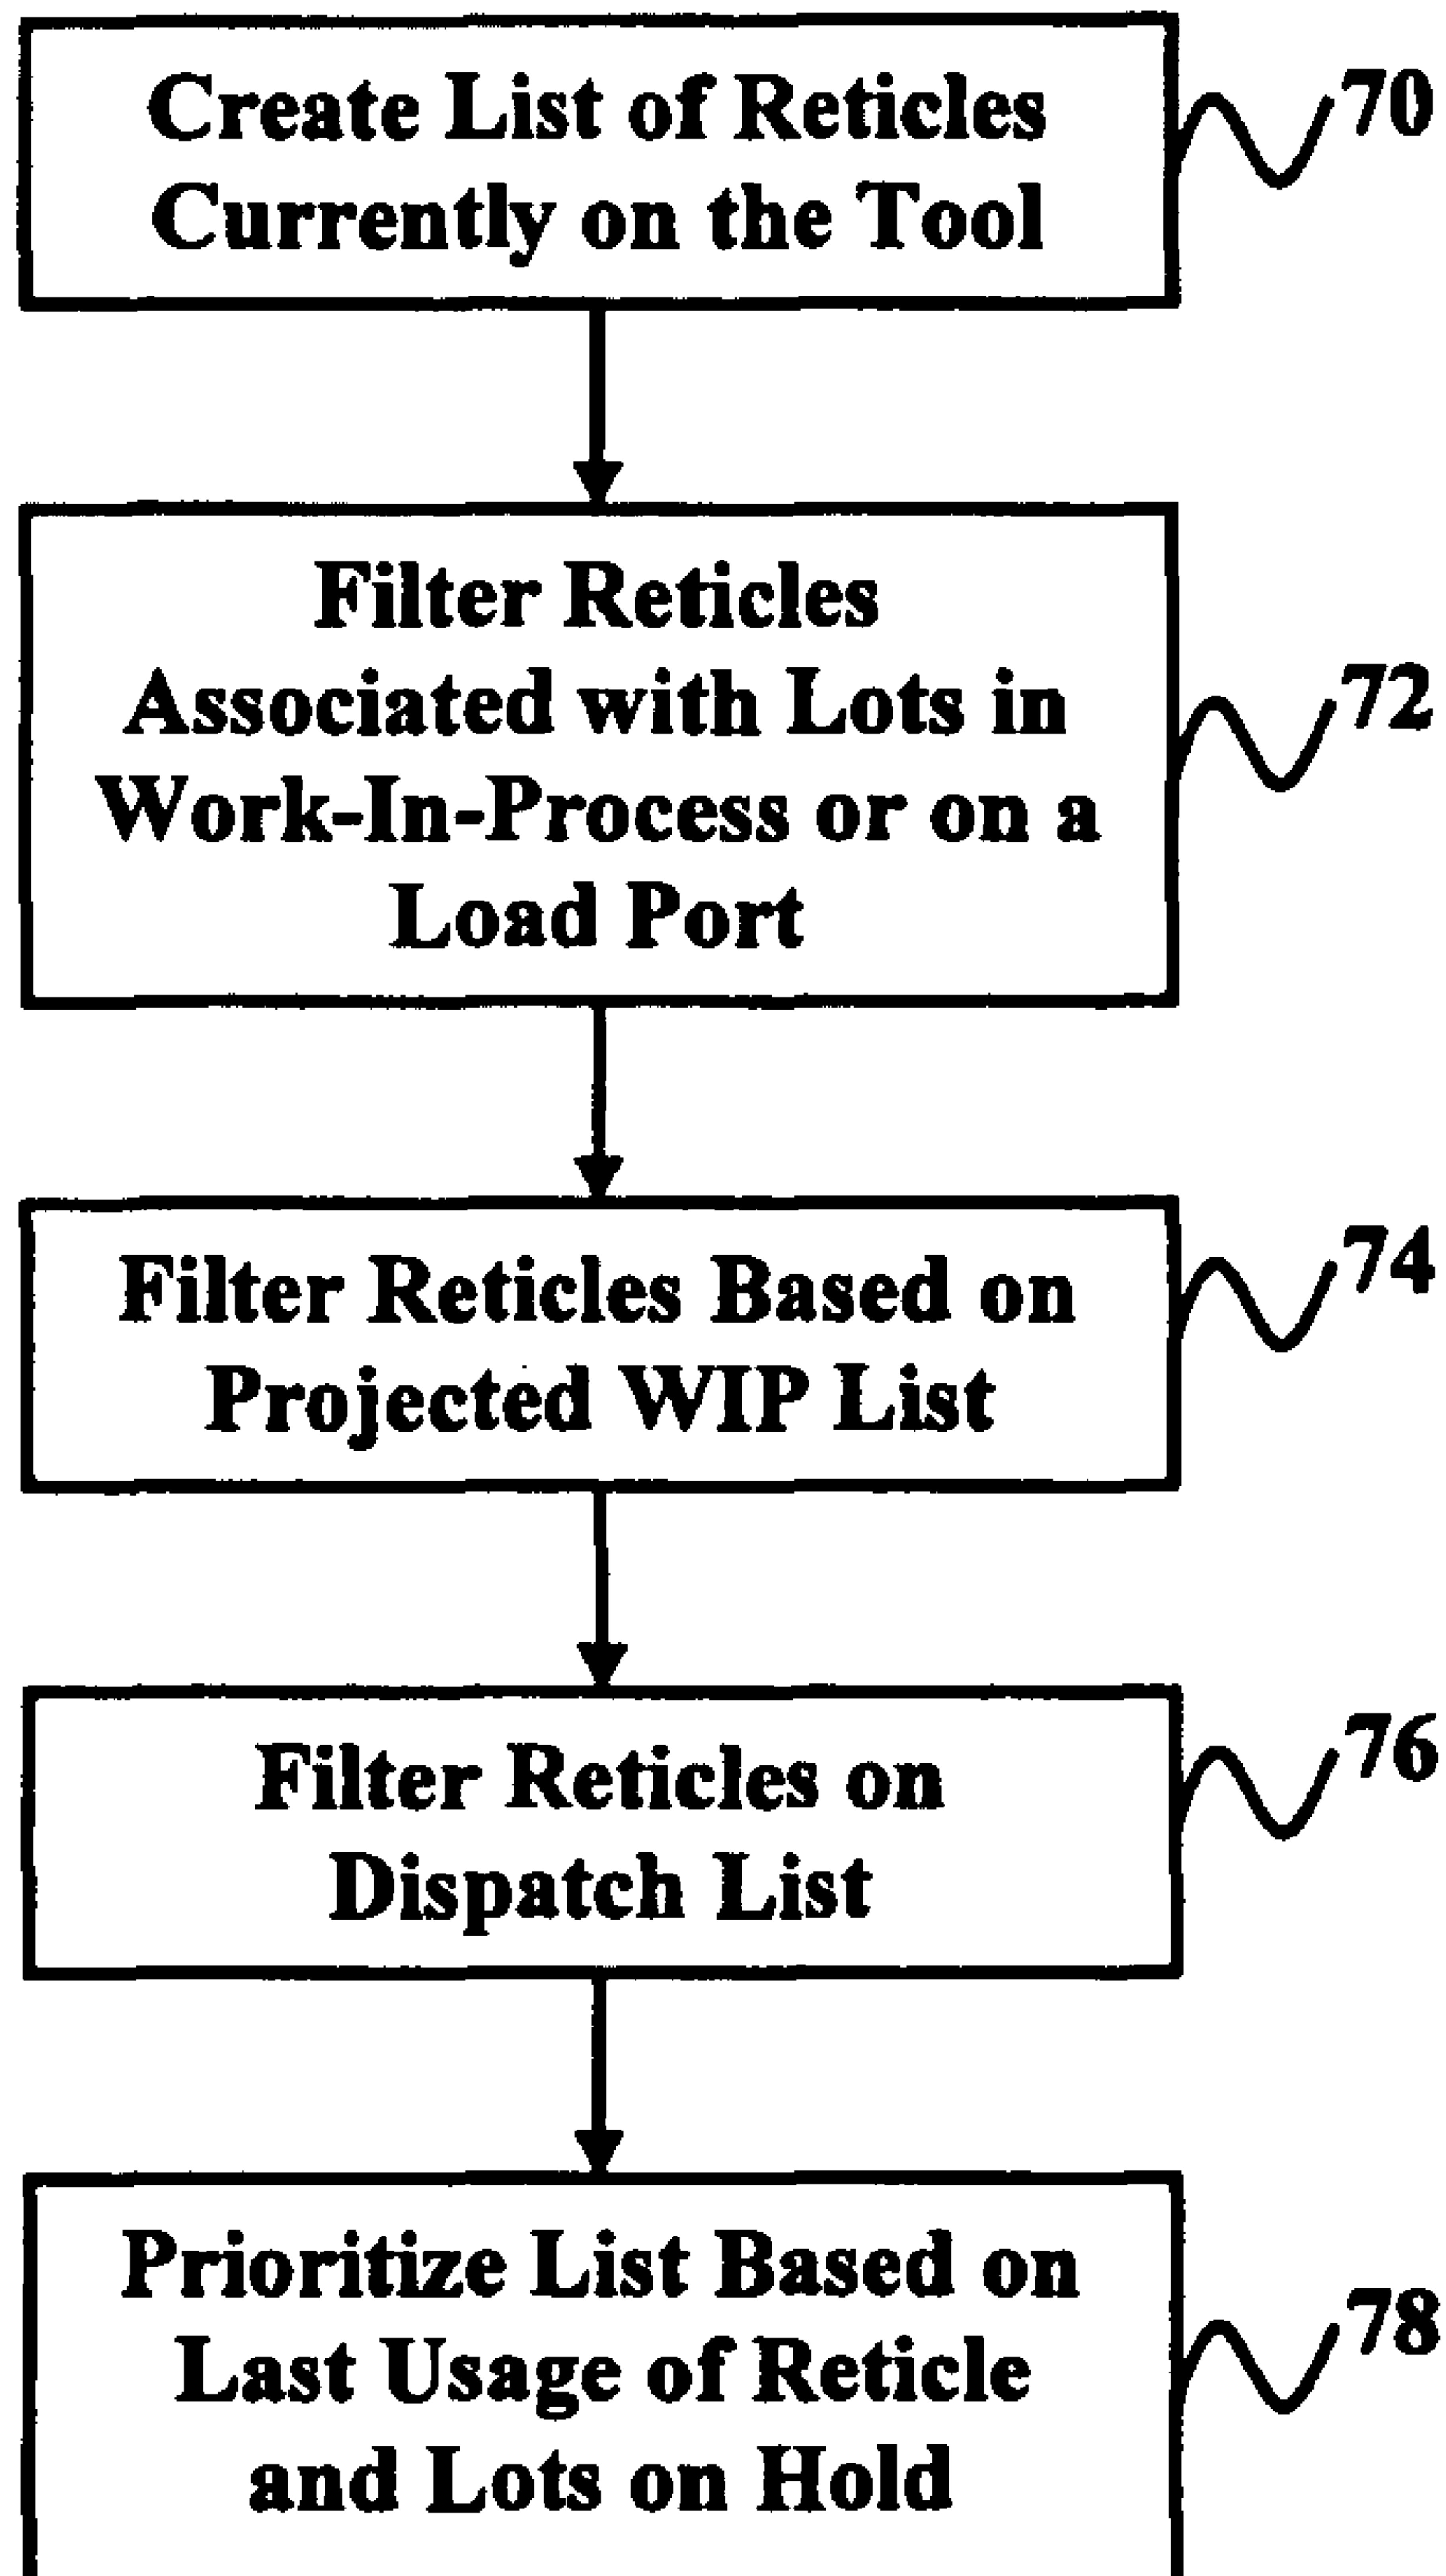 Create List of Reticles
Currently on the Tool
70
Filter Reticles
Associated with Lots in
Work-In-Process or on a
Load Port
72
Filter Reticles Based on
Projected WIP List
74
Filter Reticles on
Dispatch List
76
Prioritize List Based on
Last Usage of Reticle
and Lots on Hold
78